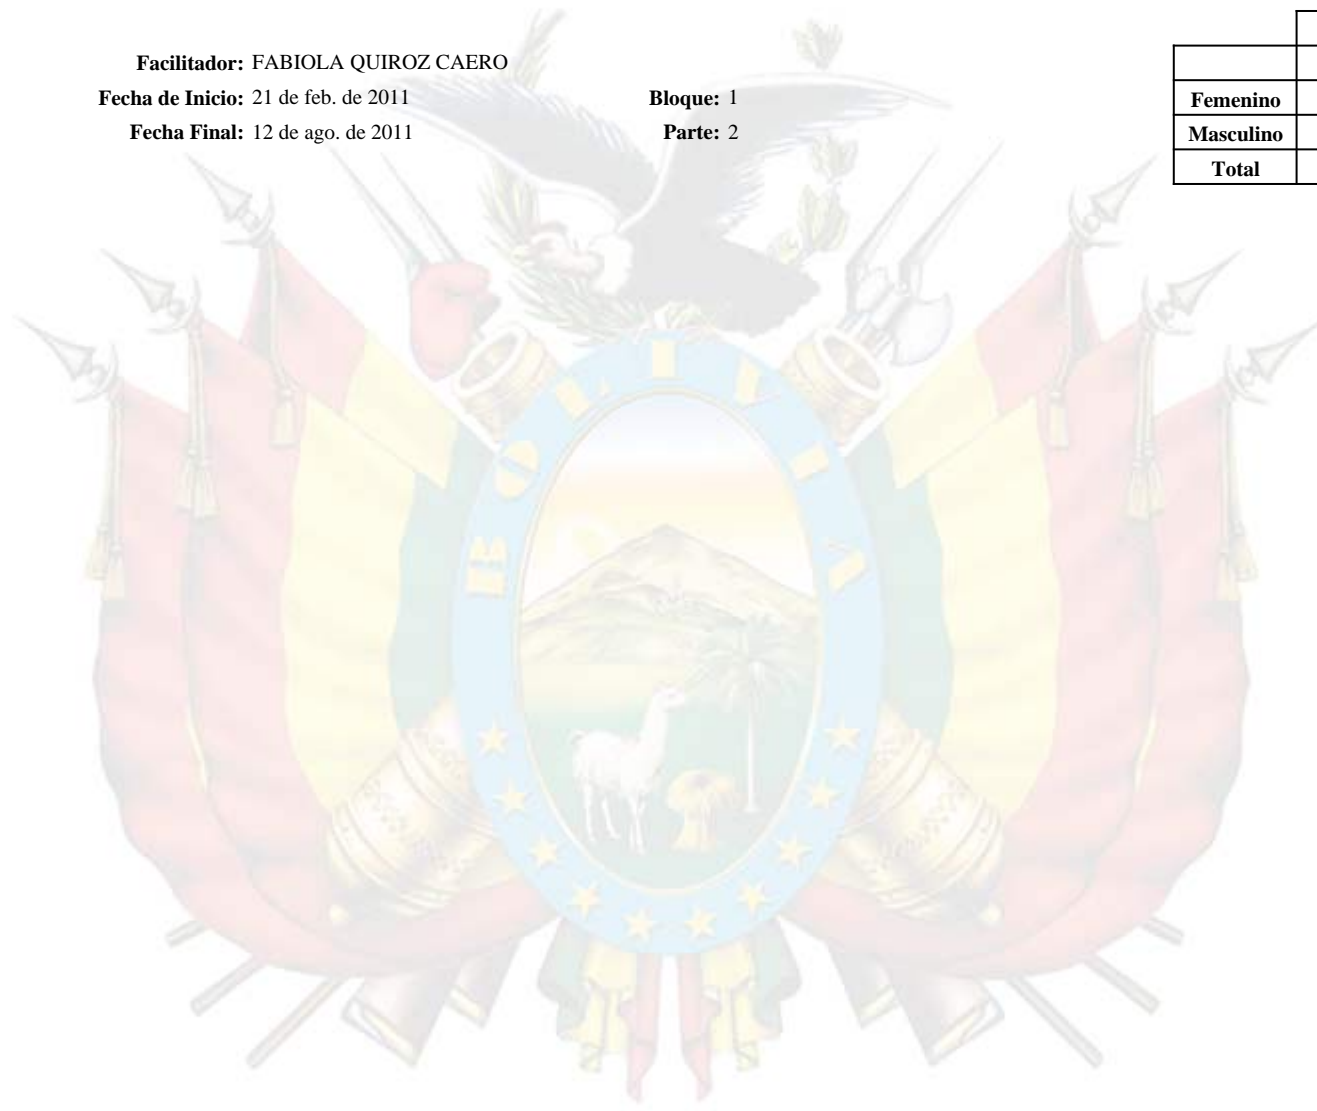 Facilitador: FABIOLA QUIROZ CAERO
Fecha de Inicio: 21 de feb. de 2011 Bloque: 1
Fecha Final: 12 de ago. de 2011 Parte: 2
Femenino
Masculino
Total
BOLIVIA